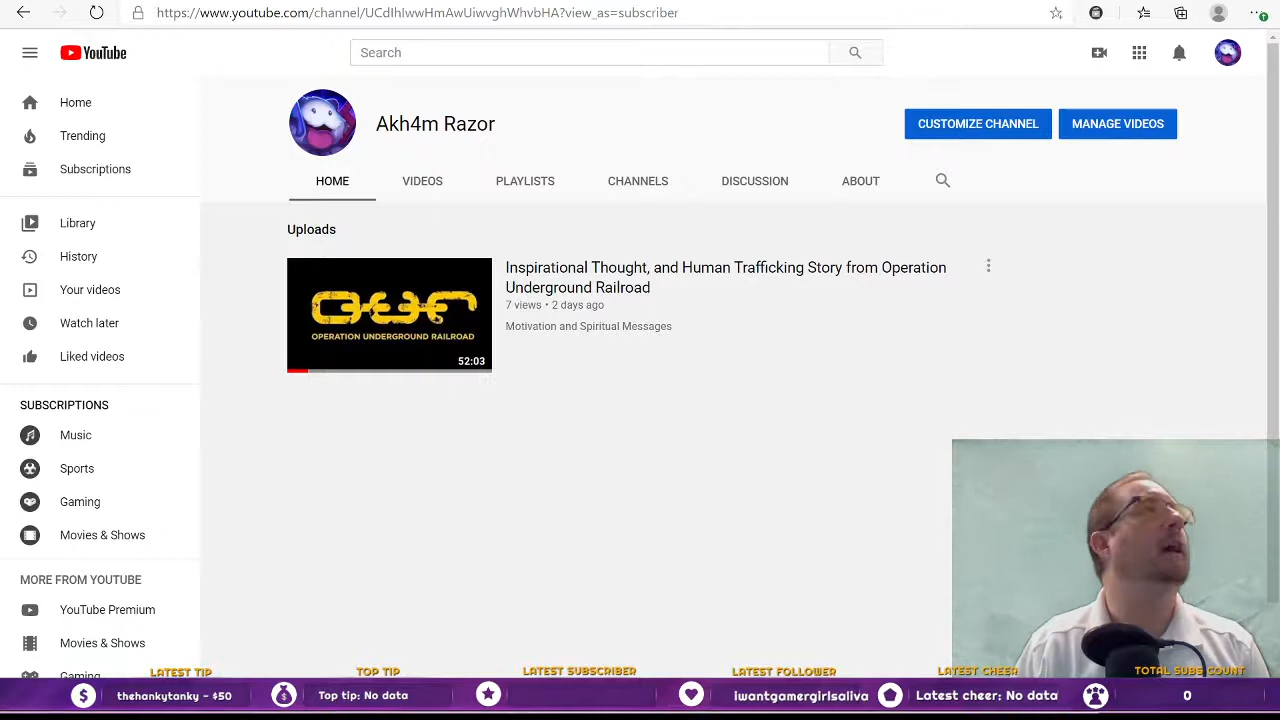 https://www.youtube.com/channel/UCdIhIwwHmAwUiwvghWhvbHA?view_as=subscriber
YouTube
Search
Home
Trending
Subscriptions
Library
History
Your videos
Watch later
Liked videos
SUBSCRIPTIONS
Music
Sports
Gaming
Movies & Shows
MORE FROM YOUTUBE
YouTube Premium
Movies & Shows
Gaming
Akh4m Razor
CUSTOMIZE CHANNEL
MANAGE VIDEOS
HOME
VIDEOS
PLAYLISTS
CHANNELS
DISCUSSION
ABOUT
Uploads
OUR
OPERATION UNDERGROUND RAILROAD
52:03
Inspirational Thought, and Human Trafficking Story from Operation
Underground Railroad
7 views • 2 days ago
Motivation and Spiritual Messages
LATEST TIP
TOP TIP
LATEST SUBSCRIBER
LATEST FOLLOWER
LATEST CHEER
TOTAL SUBS COUNT
thehankytanky - $50
Top tip: No data
iwantgamergirlsaliva
Latest cheer: No data
0